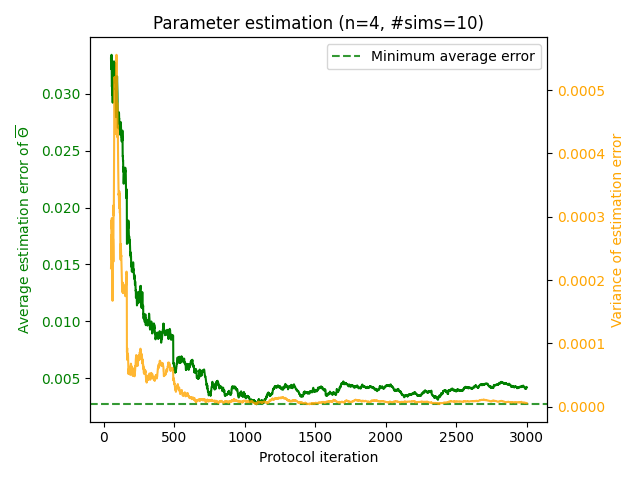 Parameter estimation (n=4, #sims=10)
Minimum average error
Average estimation error of Θ̅
0.030
0.025
0.020
0.015
0.010
0.005
0.0005
0.0004
0.0003
0.0002
0.0001
0.0000
Variance of estimation error
0 500 1000 1500 2000 2500 3000
Protocol iteration